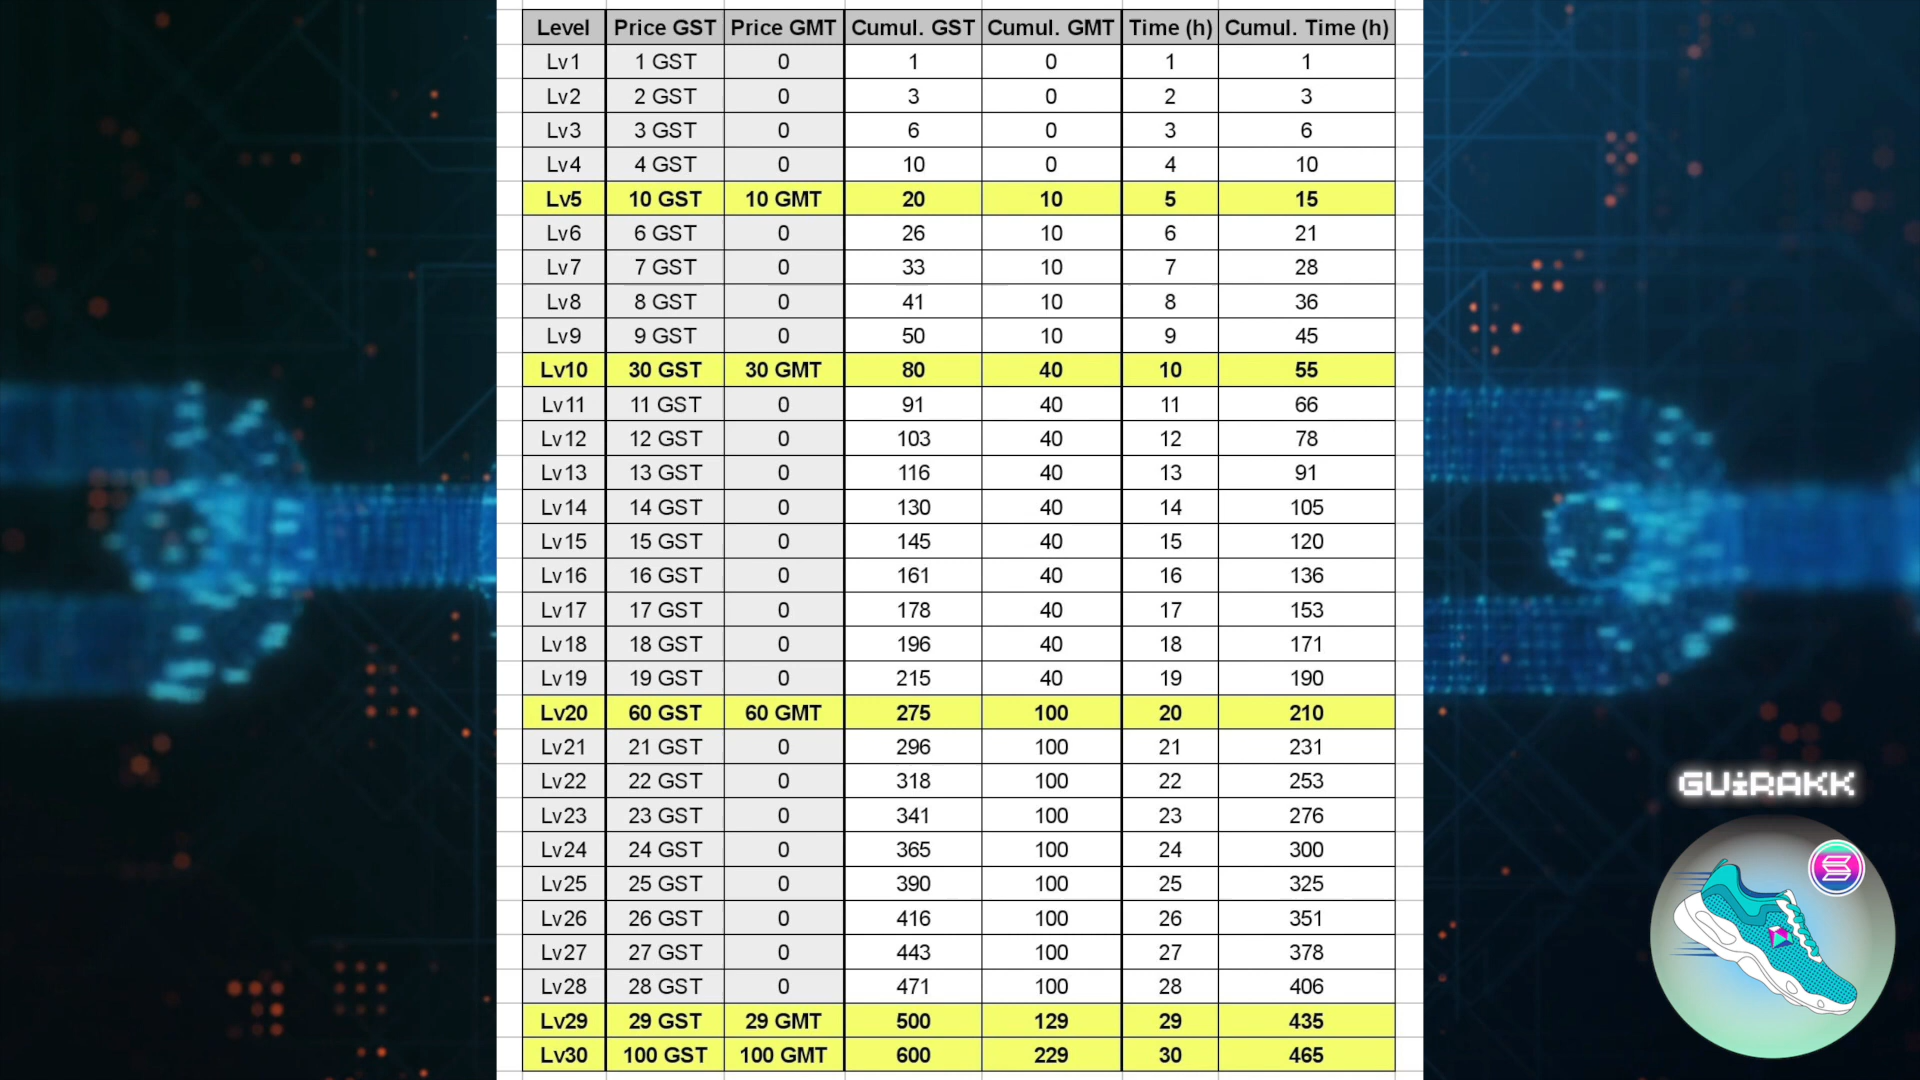 Level Price GST Price GMT Cumul. GST Cumul. GMT Time (h) Cumul. Time (h)
Lv1 1 GST 0 1 0 1 1
Lv2 2 GST 0 3 0 2 3
Lv3 3 GST 0 6 0 3 6
Lv4 4 GST 0 10 0 4 10
Lv5 10 GST 10 GMT 20 10 5 15
Lv6 6 GST 0 26 10 6 21
Lv7 7 GST 0 33 10 7 28
Lv8 8 GST 0 41 10 8 36
Lv9 9 GST 0 50 10 9 45
Lv10 30 GST 30 GMT 80 40 10 55
Lv11 11 GST 0 91 40 11 66
Lv12 12 GST 0 103 40 12 78
Lv13 13 GST 0 116 40 13 91
Lv14 14 GST 0 130 40 14 105
Lv15 15 GST 0 145 40 15 120
Lv16 16 GST 0 161 40 16 136
Lv17 17 GST 0 178 40 17 153
Lv18 18 GST 0 196 40 18 171
Lv19 19 GST 0 215 40 19 190
Lv20 60 GST 60 GMT 275 100 20 210
Lv21 21 GST 0 296 100 21 231
Lv22 22 GST 0 318 100 22 253
Lv23 23 GST 0 341 100 23 276
Lv24 24 GST 0 365 100 24 300
Lv25 25 GST 0 390 100 25 325
Lv26 26 GST 0 416 100 26 351
Lv27 27 GST 0 443 100 27 378
Lv28 28 GST 0 471 100 28 406
Lv29 29 GST 29 GMT 500 129 29 435
Lv30 100 GST 100 GMT 600 229 30 465
GUiRAKK